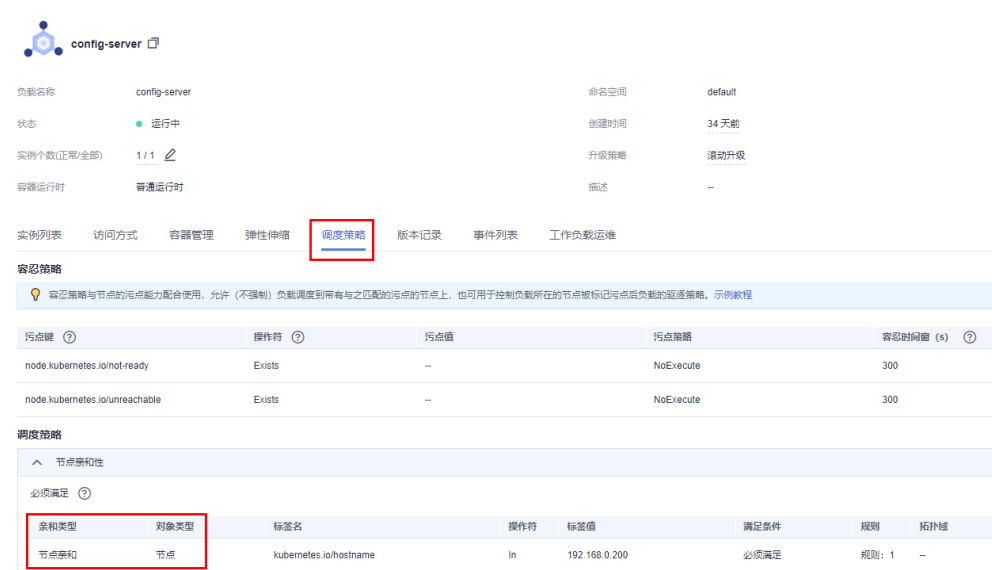 config-server
负载名称 config-server 命名空间 default
状态 运行中 创建时间 34 天前
实例个数(正常/全部) 1 / 1 升级策略 滚动升级
容器运行时 普通运行时 描述 --
实例列表 访问方式 容器管理 弹性伸缩 调度策略 版本记录 事件列表 工作负载运维
容忍策略
容忍策略与节点的污点能力配合使用，允许（不强制）负载调度到带有与之匹配的污点的节点上，也可用于控制负载所在的节点被标记污点后负载的驱逐策略。示例教程
污点键 ? 操作符 ? 污点值 污点策略 容忍时间窗（s） ?
node.kubernetes.io/not-ready Exists -- NoExecute 300
node.kubernetes.io/unreachable Exists -- NoExecute 300
调度策略
节点亲和性
必须满足 ?
亲和类型 对象类型 标签名 操作符 标签值 满足条件 规则 拓扑域
节点亲和 节点 kubernetes.io/hostname In 192.168.0.200 必须满足 规则：1 --